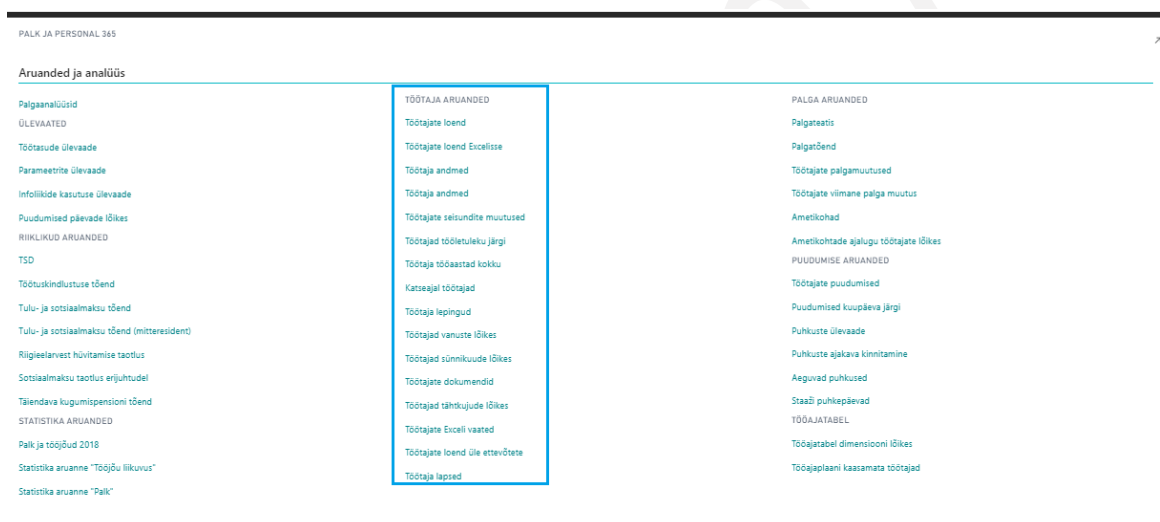 PALK JA PERSONAL 365
Aruanded ja analüüs
Palgaanalüüsid
ÜLEVAATED
Töötasude ülevaade
Parameetrite ülevaade
Infoliikide kasutuse ülevaade
Puudumised päevade lõikes
RIIKLIKUD ARUANDED
TSD
Töötuskindlustuse tõend
Tulu- ja sotsiaalmaksu tõend
Tulu- ja sotsiaalmaksu tõend (mitteresident)
Riigieelarvest hüvitamise taotlus
Sotsiaalmaksu taotlus erijuhtudel
Täiendava kugumispensioni tõend
STATISTIKA ARUANDED
Palk ja tööjõud 2018
Statistika aruanne "Tööjõu liikuvus"
Statistika aruanne "Palk"
TÖÖTAJA ARUANDED
Töötajate loend
Töötajate loend Excelisse
Töötaja andmed
Töötaja andmed
Töötajate seisundite muutused
Töötajad tööletuleku järgi
Töötaja tööaastad kokku
Katseajal töötajad
Töötaja lepingud
Töötajad vanuste lõikes
Töötajad sünnikuude lõikes
Töötajate dokumendid
Töötajad tähtkujude lõikes
Töötajate Exceli vaated
Töötajate loend üle ettevõtete
Töötaja lapsed
PALGA ARUANDED
Palgateatis
Palgatõend
Töötajate palgamuutused
Töötajate viimane palga muutus
Ametikohad
Ametikohtade ajalugu töötajate lõikes
PUUDUMISE ARUANDED
Töötajate puudumised
Puudumised kuupäeva järgi
Puhkuste ülevaade
Puhkuste ajakava kinnitamine
Aeguvad puhkused
Staaži puhkepäevad
TÖÖAJATABEL
Tööajatabel dimensiooni lõikes
Tööajaplaani kaasamata töötajad